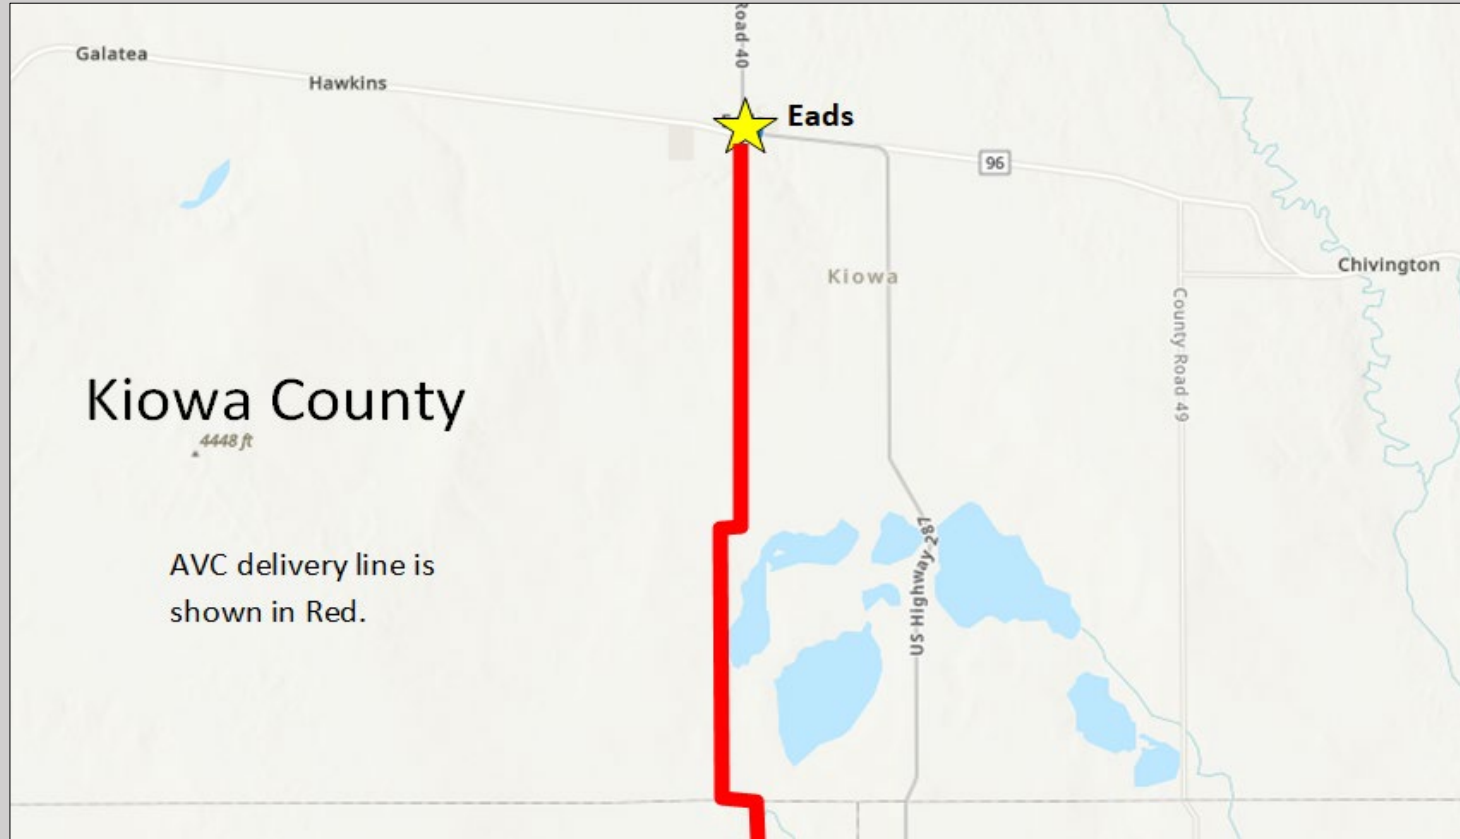 Road 40
Galatea
Hawkins
Eads
96
Kiowa
Chivington
County Road 49
Kiowa County
4448 ft
US Highway 287
AVC delivery line is
shown in Red.